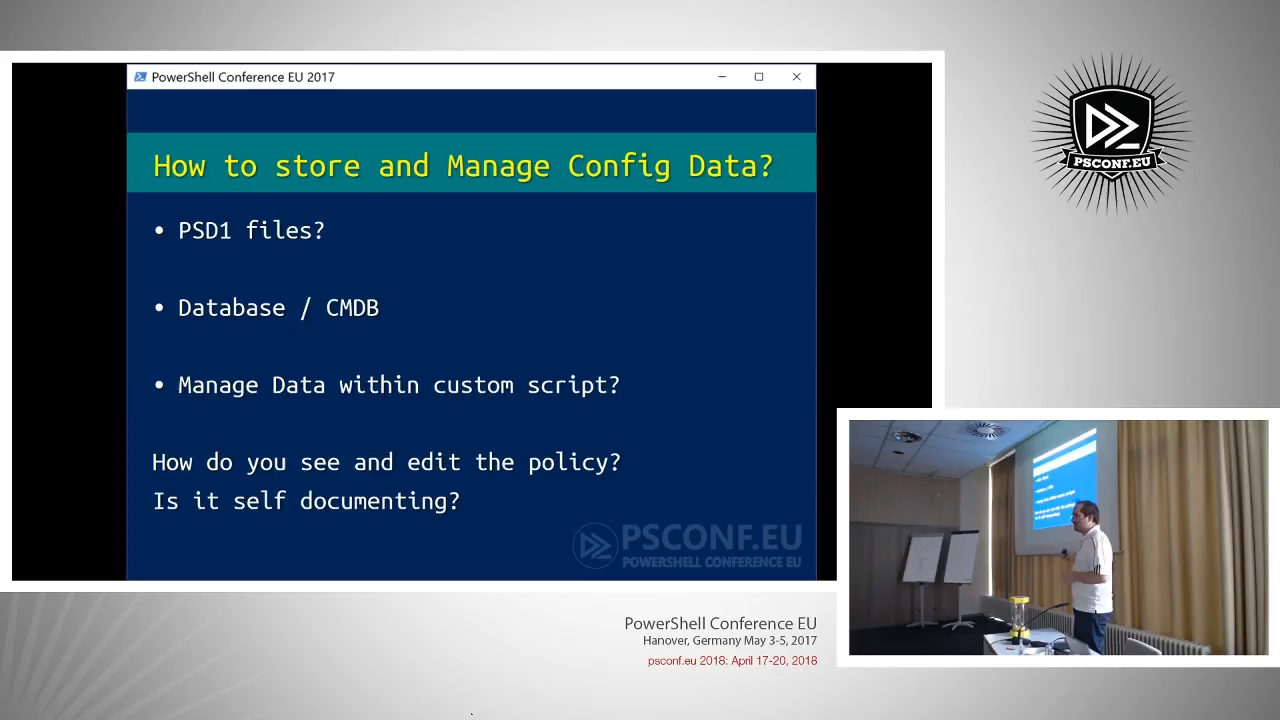 PowerShell Conference EU 2017
How to store and Manage Config Data?
• PSD1 files?
• Database / CMDB
• Manage Data within custom script?
How do you see and edit the policy?
Is it self documenting?
PSCONF.EU
POWERSHELL CONFERENCE EU
PSCONF.EU
PowerShell Conference EU
Hanover, Germany May 3-5, 2017
psconf.eu 2018: April 17-20, 2018